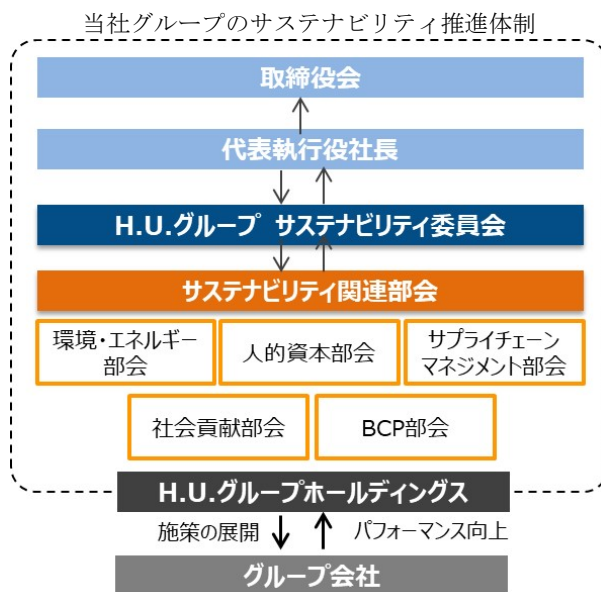 当社グループのサステナビリティ推進体制
取締役会
代表執行役社長
H.U.グループ サステナビリティ委員会
サステナビリティ関連部会
環境・エネルギー
部会
人的資本部会
サプライチェーン
マネジメント部会
社会貢献部会
BCP部会
H.U.グループホールディングス
施策の展開
パフォーマンス向上
グループ会社